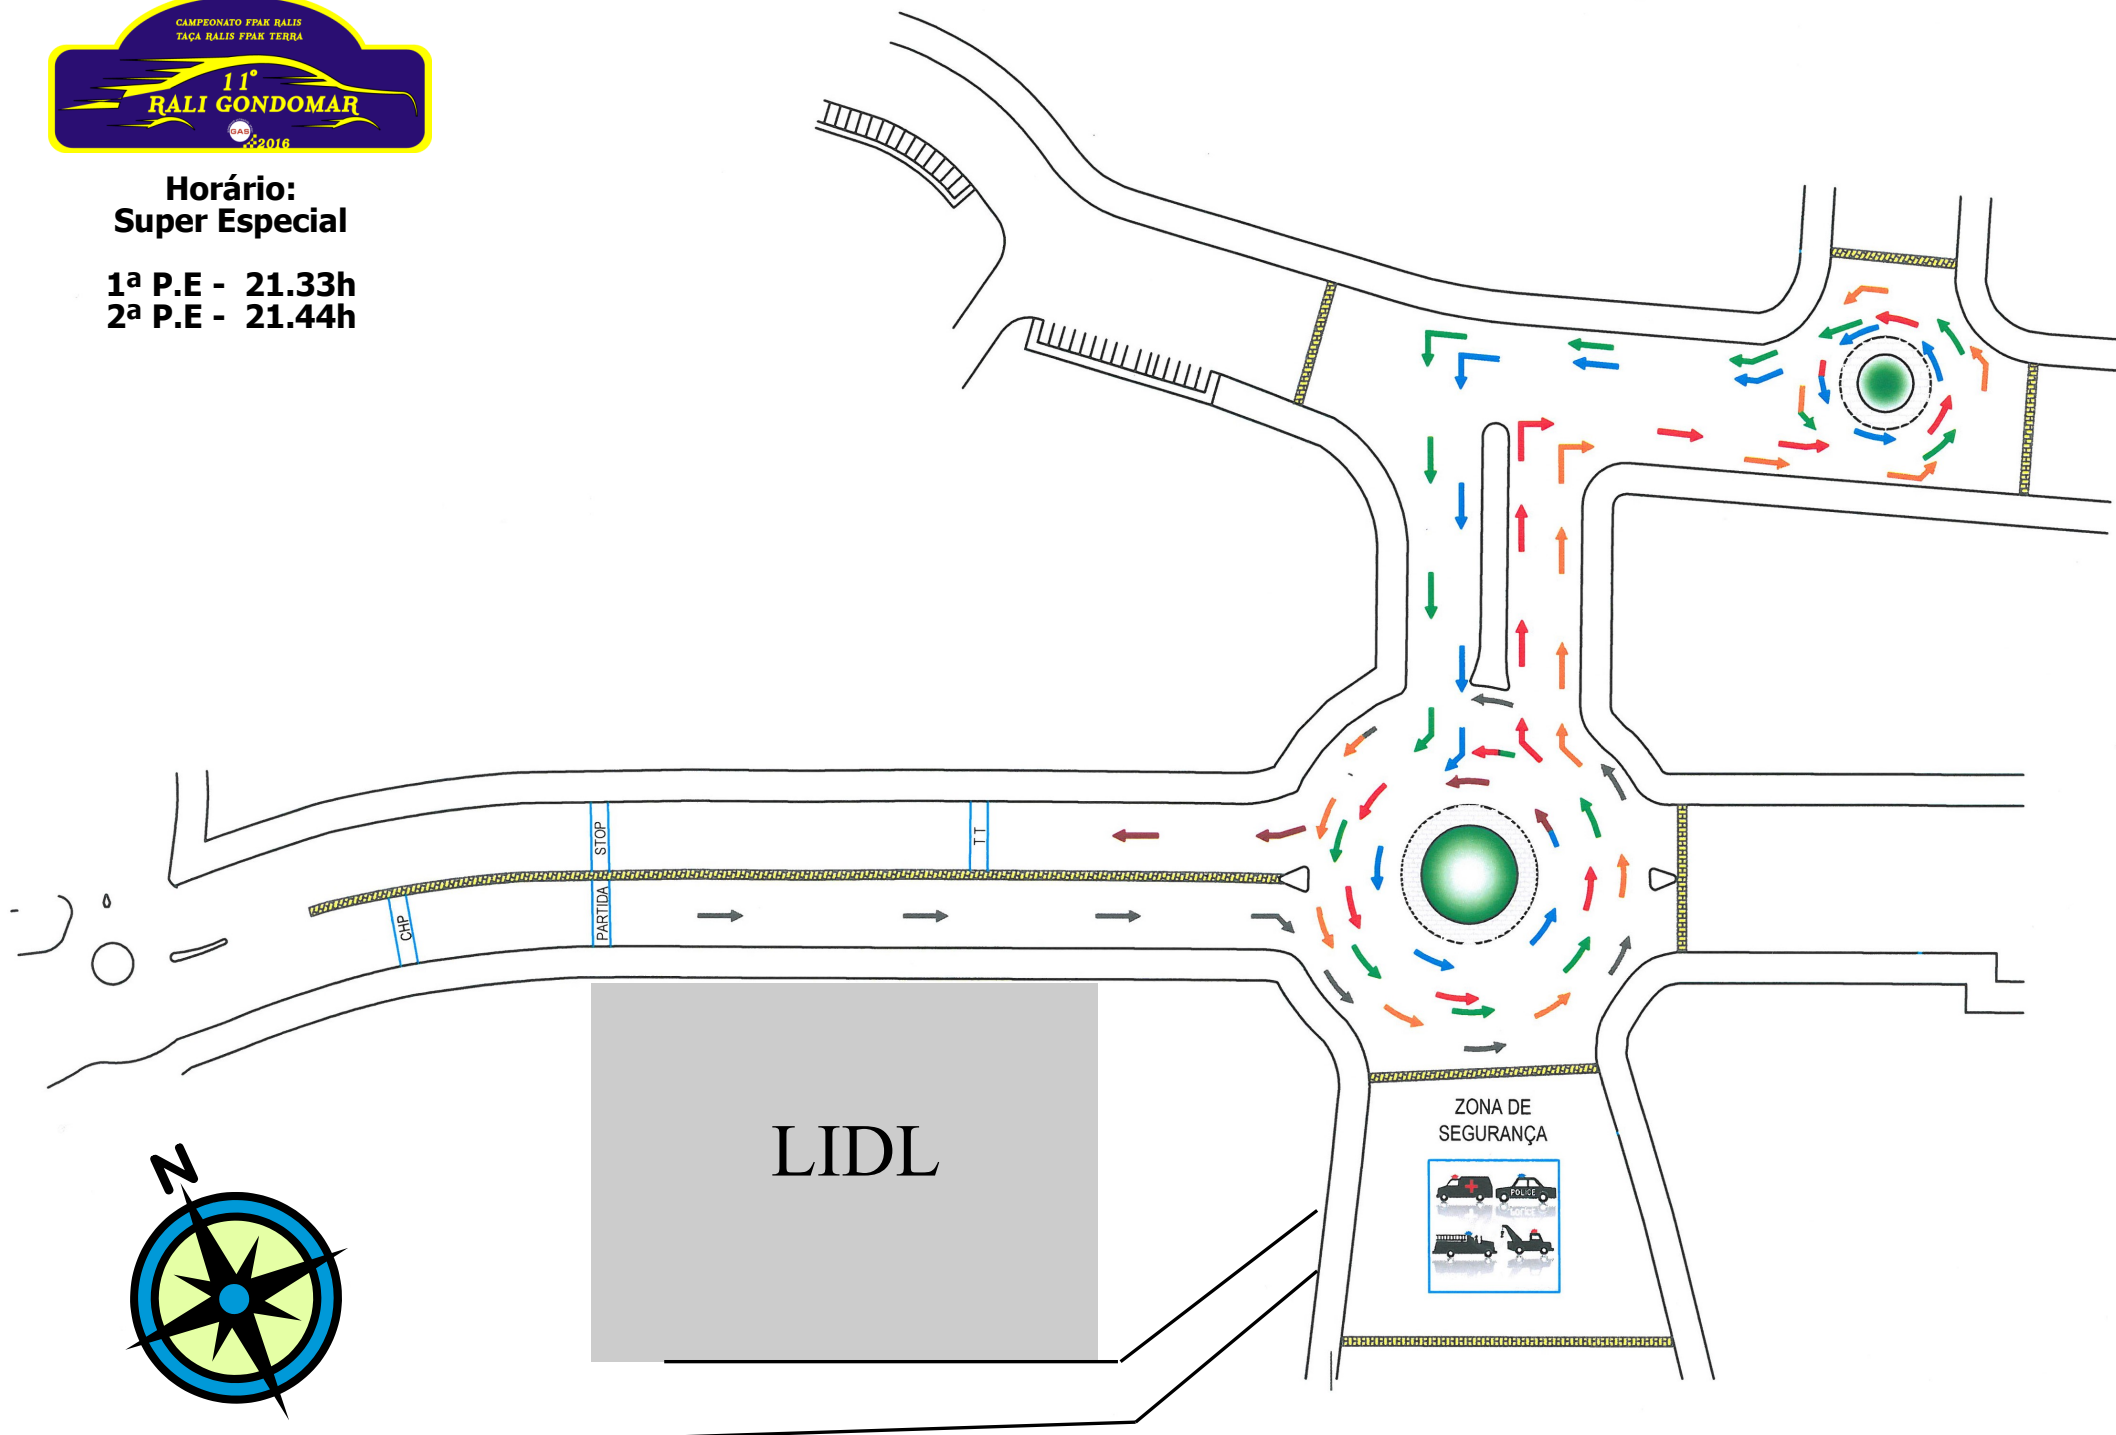 CAMPEONATO FPAK RALIS
TAÇA RALIS FPAK TERRA
11º
RALI GONDOMAR
GAS
2016
Horário:
Super Especial
1ª P.E - 21.33h
2ª P.E - 21.44h
STOP
TT
CHP
PARTIDA
LIDL
ZONA DE
SEGURANÇA
POLICE
N